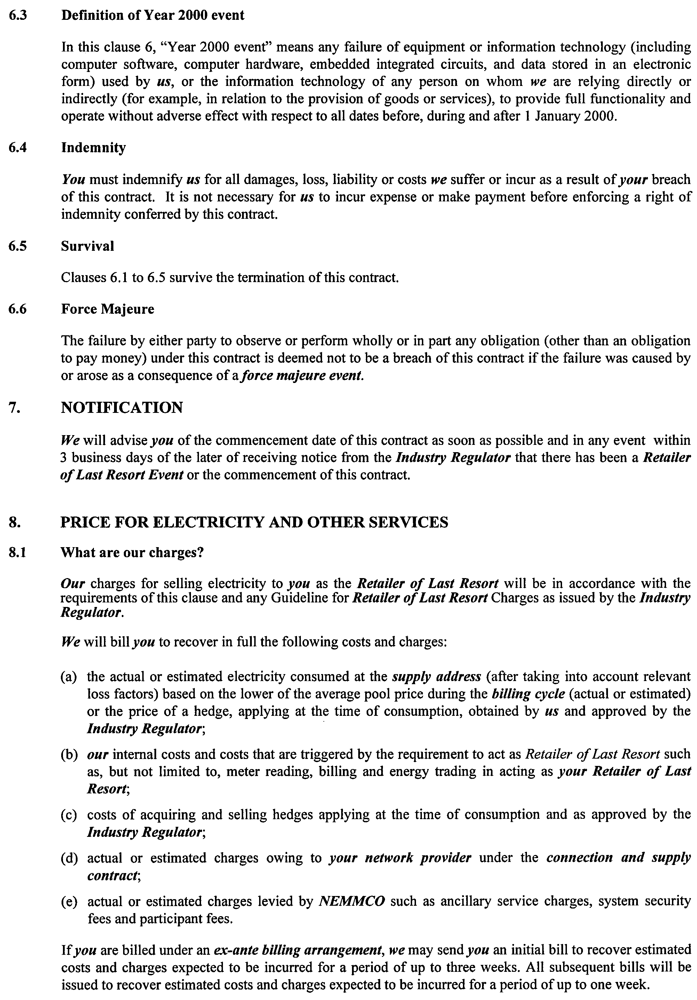 6.3 Definition of Year 2000 event
In this clause 6, “Year 2000 event” means any failure of equipment or information technology (including
computer software, computer hardware, embedded integrated circuits, and data stored in an electronic
form) used by us, or the information technology of any person on whom we are relying directly or
indirectly (for example, in relation to the provision of goods or services), to provide full functionality and
operate without adverse effect with respect to all dates before, during and after 1 January 2000.
6.4 Indemnity
You must indemnify us for all damages, loss, liability or costs we suffer or incur as a result of your breach
of this contract. It is not necessary for us to incur expense or make payment before enforcing a right of
indemnity conferred by this contract.
6.5 Survival
Clauses 6.1 to 6.5 survive the termination of this contract.
6.6 Force Majeure
The failure by either party to observe or perform wholly or in part any obligation (other than an obligation
to pay money) under this contract is deemed not to be a breach of this contract if the failure was caused by
or arose as a consequence of a force majeure event.
7. NOTIFICATION
We will advise you of the commencement date of this contract as soon as possible and in any event within
3 business days of the later of receiving notice from the Industry Regulator that there has been a Retailer
of Last Resort Event or the commencement of this contract.
8. PRICE FOR ELECTRICITY AND OTHER SERVICES
8.1 What are our charges?
Our charges for selling electricity to you as the Retailer of Last Resort will be in accordance with the
requirements of this clause and any Guideline for Retailer of Last Resort Charges as issued by the Industry
Regulator.
We will bill you to recover in full the following costs and charges:
(a) the actual or estimated electricity consumed at the supply address (after taking into account relevant
loss factors) based on the lower of the average pool price during the billing cycle (actual or estimated)
or the price of a hedge, applying at the time of consumption, obtained by us and approved by the
Industry Regulator;
(b) our internal costs and costs that are triggered by the requirement to act as Retailer of Last Resort such
as, but not limited to, meter reading, billing and energy trading in acting as your Retailer of Last
Resort;
(c) costs of acquiring and selling hedges applying at the time of consumption and as approved by the
Industry Regulator;
(d) actual or estimated charges owing to your network provider under the connection and supply
contract;
(e) actual or estimated charges levied by NEMMCO such as ancillary service charges, system security
fees and participant fees.
If you are billed under an ex-ante billing arrangement, we may send you an initial bill to recover estimated
costs and charges expected to be incurred for a period of up to three weeks. All subsequent bills will be
issued to recover estimated costs and charges expected to be incurred for a period of up to one week.